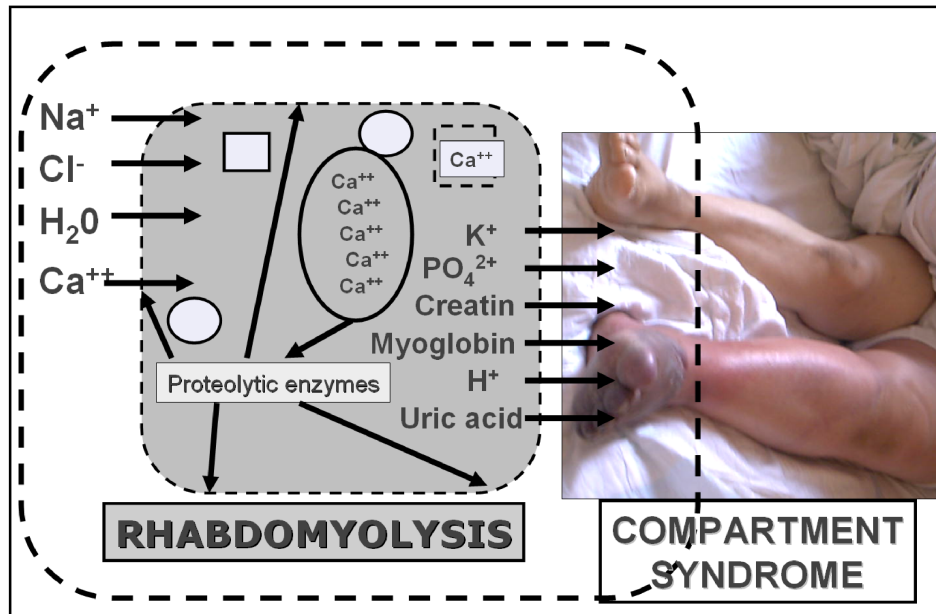 Na⁺
Cl⁻
H₂0
Ca⁺⁺
Ca⁺⁺
Ca⁺⁺
Ca⁺⁺
Ca⁺⁺
Ca⁺⁺
Ca⁺⁺
Proteolytic enzymes
K⁺
PO₄²⁺
Creatin
Myoglobin
H⁺
Uric acid
RHABDOMYOLYSIS
COMPARTMENT
SYNDROME